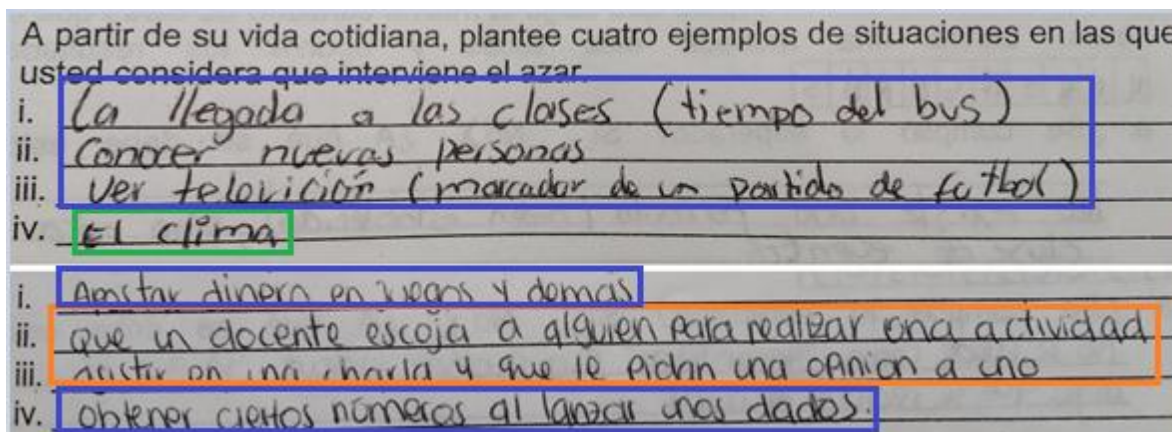 A partir de su vida cotidiana, plantee cuatro ejemplos de situaciones en las que
usted considera que interviene el azar.
i. La llegada a las clases (tiempo del bus)
ii. Conocer nuevas personas
iii. Ver televición (marcador de un partido de futbol)
iv. El clima
i. Apostar dinero en juegos y demás
ii. que un docente escoja a alguien para realizar una actividad
iii. asistir en una charla y que le pidan una opinion a uno
iv. obtener ciertos números al lanzar unos dados.